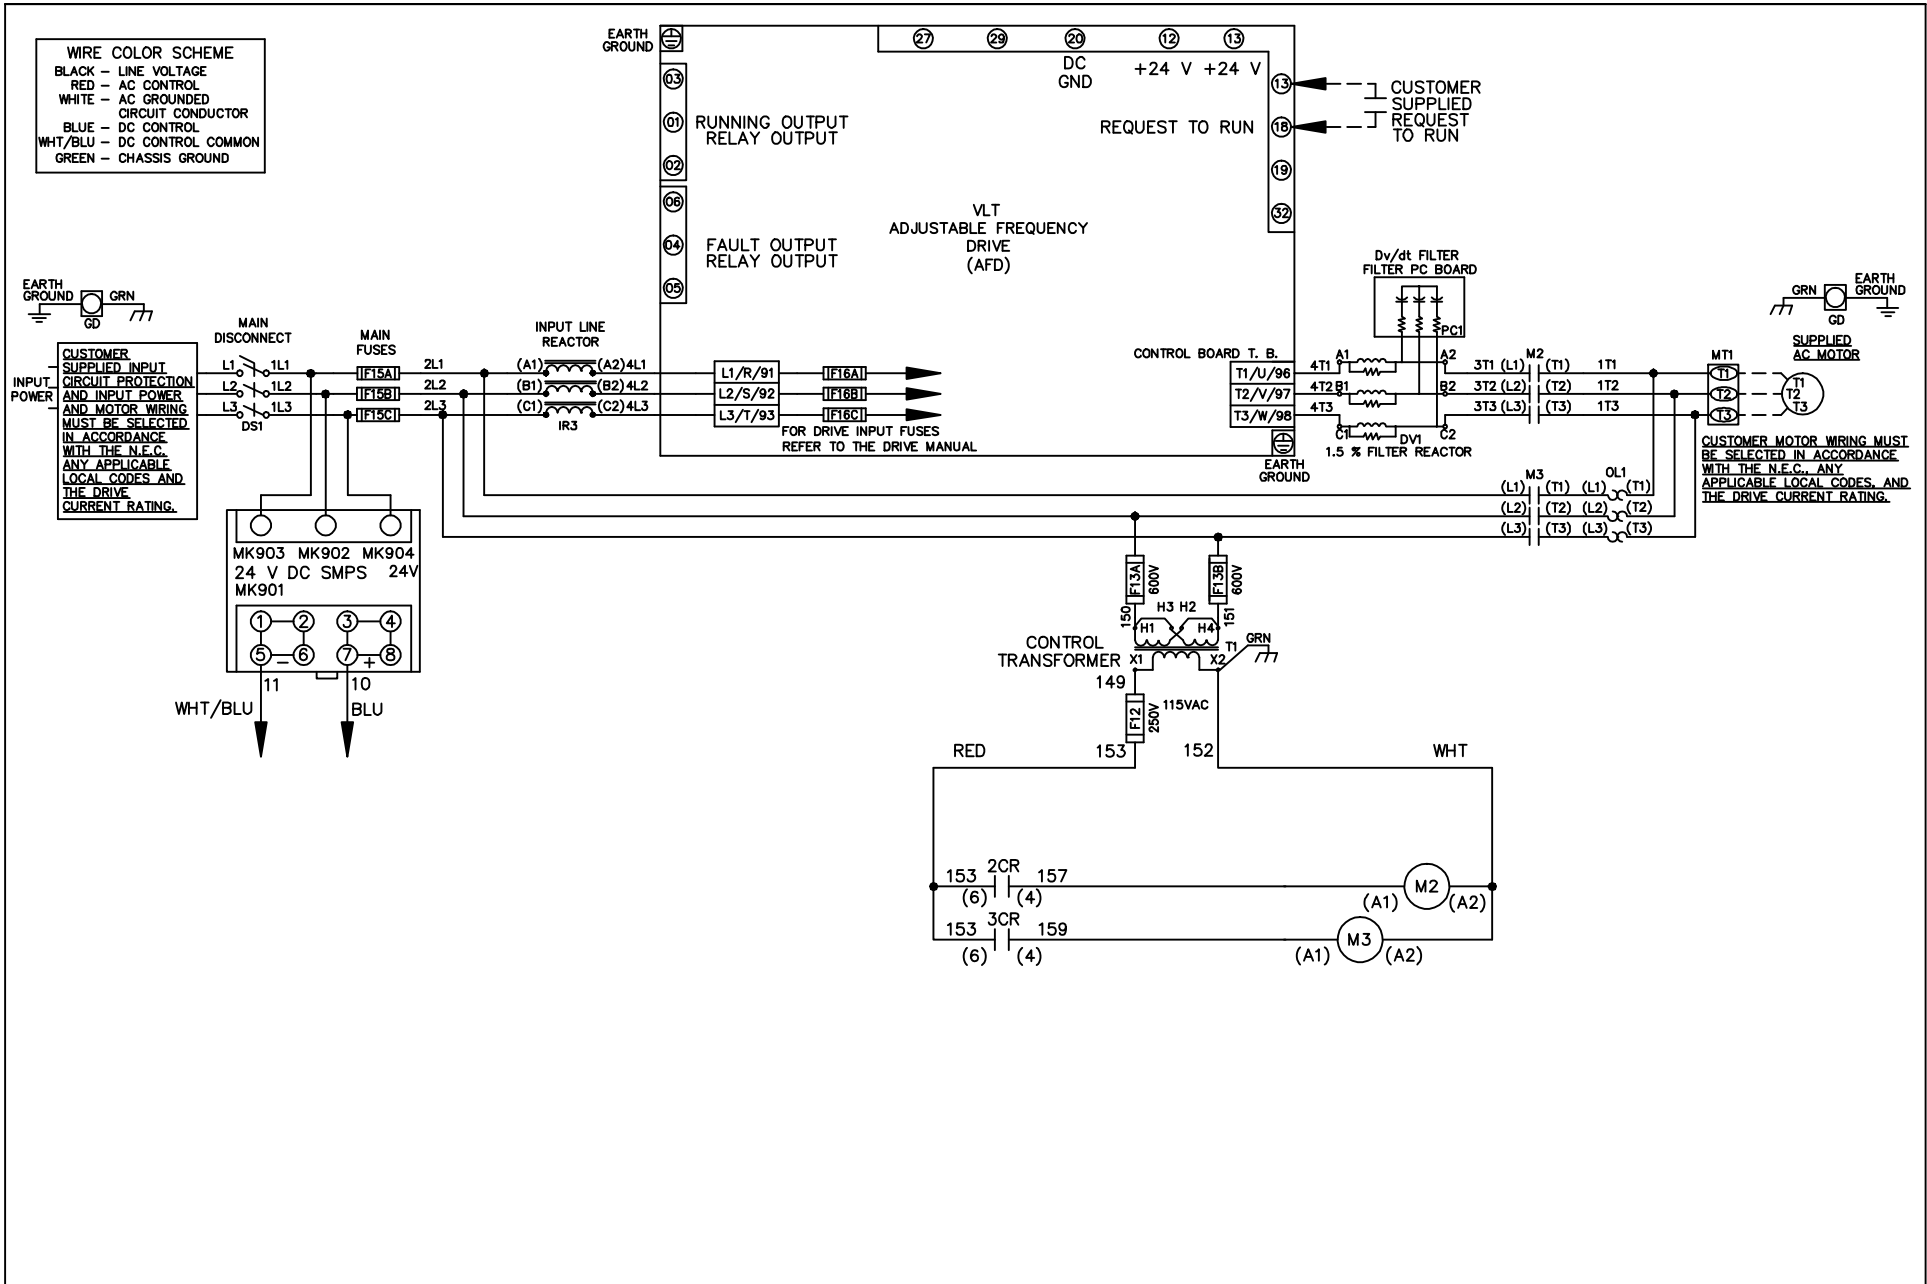 WIRE COLOR SCHEME
BLACK – LINE VOLTAGE
RED – AC CONTROL
WHITE – AC GROUNDED
CIRCUIT CONDUCTOR
BLUE – DC CONTROL
WHT/BLU – DC CONTROL COMMON
GREEN – CHASSIS GROUND
EARTH
GROUND
03
01
02
RUNNING OUTPUT
RELAY OUTPUT
06
04
05
FAULT OUTPUT
RELAY OUTPUT
27 29 20 12 13
DC
GND
+24 V +24 V
13
REQUEST TO RUN 18
19
32
CUSTOMER
SUPPLIED
REQUEST
TO RUN
VLT
ADJUSTABLE FREQUENCY
DRIVE
(AFD)
Dv/dt FILTER
FILTER PC BOARD
PC1
EARTH
GROUND
GRN
GD
INPUT
POWER
CUSTOMER
SUPPLIED INPUT
CIRCUIT PROTECTION
AND INPUT POWER
AND MOTOR WIRING
MUST BE SELECTED
IN ACCORDANCE
WITH THE N.E.C.
ANY APPLICABLE
LOCAL CODES AND
THE DRIVE
CURRENT RATING.
MAIN
DISCONNECT
L1 1L1
L2 1L2
L3 1L3
DS1
MAIN
FUSES
F15A 2L1
F15B 2L2
F15C 2L3
INPUT LINE
REACTOR
(A1) (A2) 4L1
(B1) (B2) 4L2
(C1) (C2) 4L3
IR3
L1/R/91 F16A
L2/S/92 F16B
L3/T/93 F16C
FOR DRIVE INPUT FUSES
REFER TO THE DRIVE MANUAL
CONTROL BOARD T. B.
T1/U/96 4T1 A1 A2
T2/V/97 4T2 B1 B2
T3/W/98 4T3 C1 C2
EARTH
GROUND
DV1
1.5 % FILTER REACTOR
M2
3T1 (L1) (T1) 1T1
3T2 (L2) (T2) 1T2
3T3 (L3) (T3) 1T3
M3 OL1
(L1) (T1) (L1) (T1)
(L2) (T2) (L2) (T2)
(L3) (T3) (L3) (T3)
GRN
GD
EARTH
GROUND
SUPPLIED
AC MOTOR
MT1
T1
T2
T3
T1
T2
T3
CUSTOMER MOTOR WIRING MUST
BE SELECTED IN ACCORDANCE
WITH THE N.E.C., ANY
APPLICABLE LOCAL CODES, AND
THE DRIVE CURRENT RATING.
MK903 MK902 MK904
24 V DC SMPS 24V
MK901
1 2 3 4
5 – 6 7 + 8
11 10
WHT/BLU BLU
F13A
600V
F13B
600V
150
151
H3 H2
H1 H4
CONTROL
TRANSFORMER
X1 X2
T1
GRN
149
F12
250V
115VAC
153 152
RED WHT
2CR
153 157
(6) (4)
M2
(A1) (A2)
3CR
153 159
(6) (4)
M3
(A1) (A2)